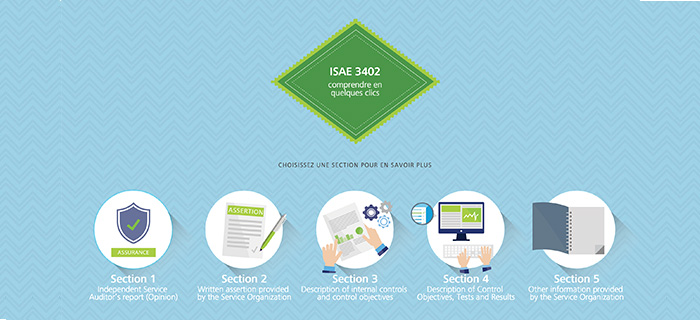 ISAE 3402
comprendre en
quelques clics
CHOISISSEZ UNE SECTION POUR EN SAVOIR PLUS
ASSURANCE
ASSERTION
Section 1
Independent Service
Auditor's report (Opinion)
Section 2
Written assertion provided
by the Service Organization
Section 3
Description of internal controls
and control objectives
Section 4
Description of Control
Objectives, Tests and Results
Section 5
Other information provided
by the Service Organization